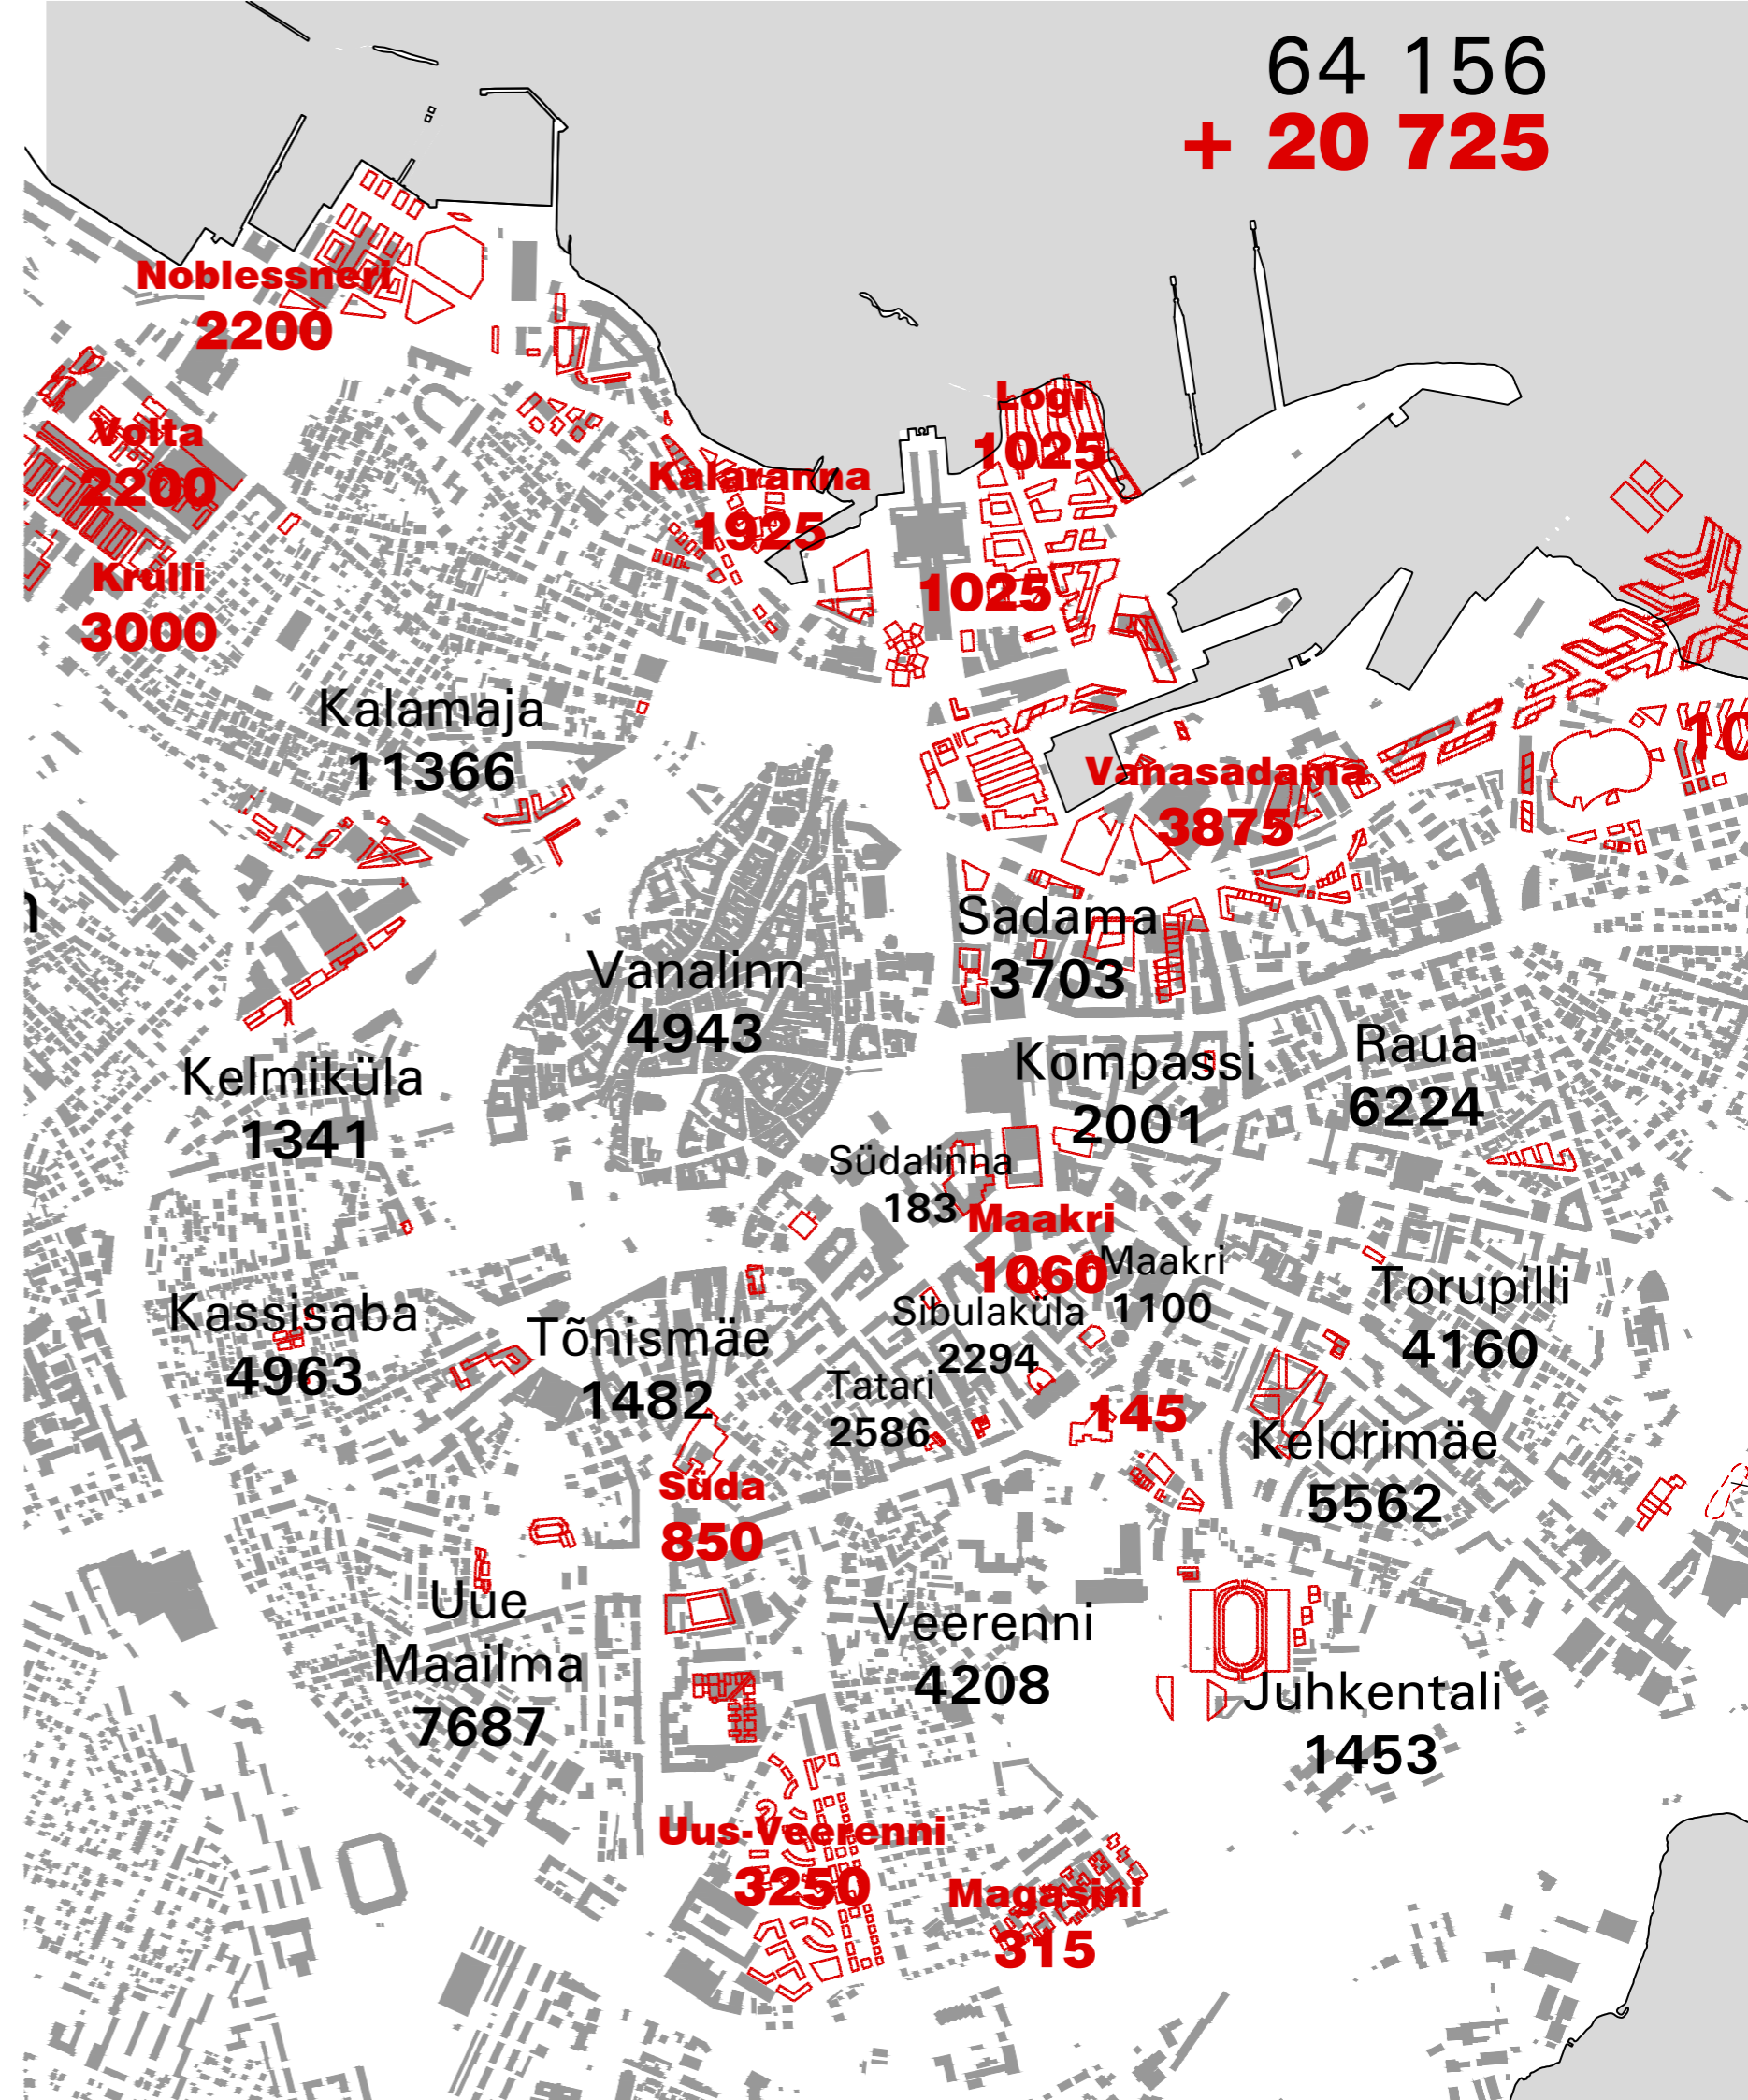 64 156
+ 20 725
Noblessneri
2200
Volta
2200
Krulli
3000
Logi
1025
Kalaranna
1925
1025
Kalamaja
11366
Vanasadama
3875
10
Sadama
3703
Vanalinn
4943
Kompassi
2001
Raua
6224
Kelmiküla
1341
Südalinna
183
Maakri
1060
Maakri
1100
Sibulaküla
2294
Torupilli
4160
Kassisaba
4963
Tõnismäe
1482
Tatari
2586
145
Keldrimäe
5562
Süda
850
Uue
Maailma
7687
Veerenni
4208
Juhkentali
1453
Uus-Veerenni
3250
Magasini
315